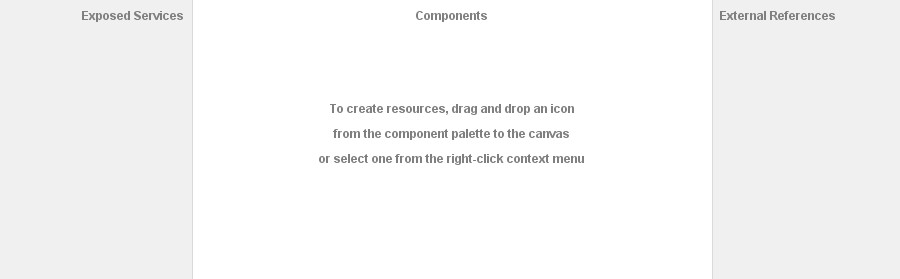 Exposed Services
Components
External References
To create resources, drag and drop an icon
from the component palette to the canvas
or select one from the right-click context menu